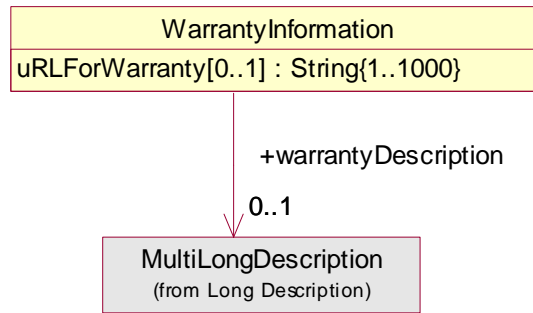 WarrantyInformation
uRLForWarranty[0..1] : String{1..1000}
+warrantyDescription
0..1
MultiLongDescription
(from Long Description)